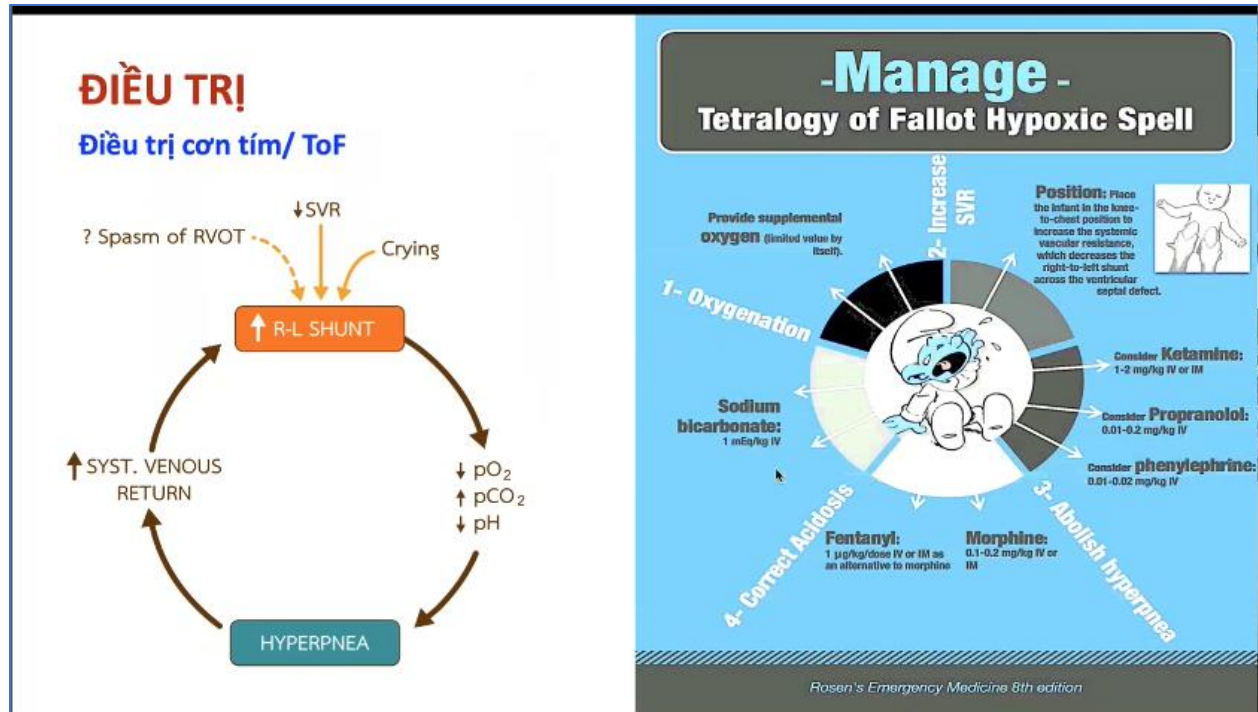 ĐIỀU TRỊ
Điều trị cơn tím/ ToF
↓SVR
? Spasm of RVOT
Crying
↑ R-L SHUNT
↓ pO₂
↑ pCO₂
↓ pH
HYPERPNEA
↑ SYST. VENOUS
RETURN
-Manage -
Tetralogy of Fallot Hypoxic Spell
1- Oxygenation
Provide supplemental
oxygen (limited value by
itself).
2- Increase
SVR
Position: Place
the infant in the knee-
to-chest position to
increase the systemic
vascular resistance,
which decreases the
right-to-left shunt
across the ventricular
septal defect.
Consider Ketamine:
1-2 mg/kg IV or IM
Consider Propranolol:
0.01-0.2 mg/kg IV
Consider phenylephrine:
0.01-0.02 mg/kg IV
3- Abolish hyperpnea
Morphine:
0.1-0.2 mg/kg IV or
IM
Fentanyl:
1 µg/kg/dose IV or IM as
an alternative to morphine
4- Correct Acidosis
Sodium
bicarbonate:
1 mEq/kg IV
Rosen's Emergency Medicine 8th edition